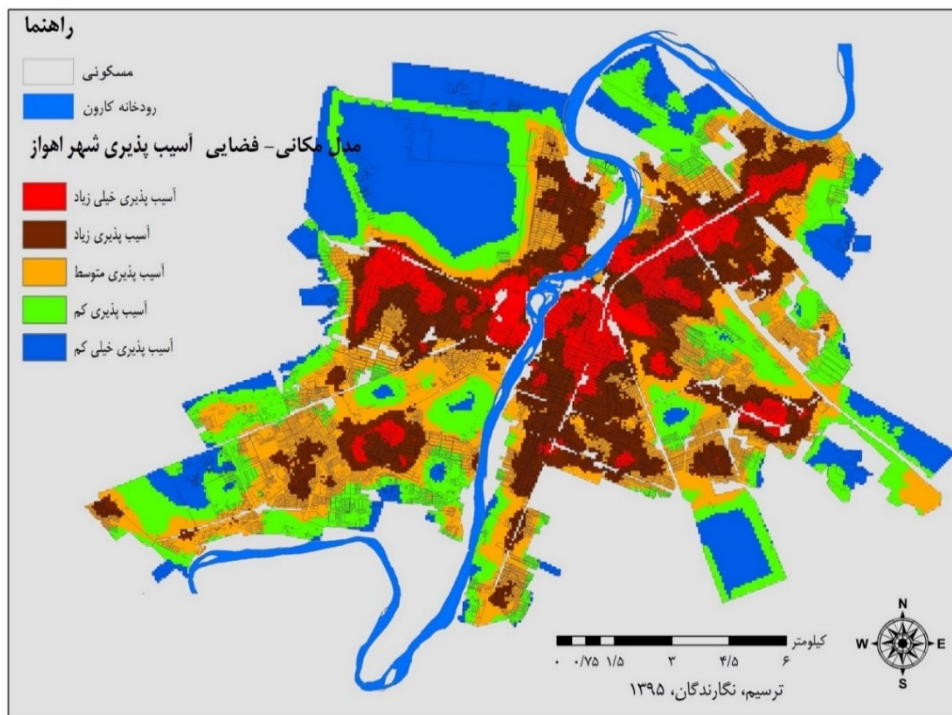 راهنما
مسکونی
رودخانه کارون
مدل مکانی- فضایی آسیب پذیری شهر اهواز
آسیب پذیری خیلی زیاد
آسیب پذیری زیاد
آسیب پذیری متوسط
آسیب پذیری کم
آسیب پذیری خیلی کم
کیلومتر
۰ ۰/۷۵ ۱/۵ ۳ ۴/۵ ۶
ترسیم، نگارندگان، ۱۳۹۵
N
W E
S